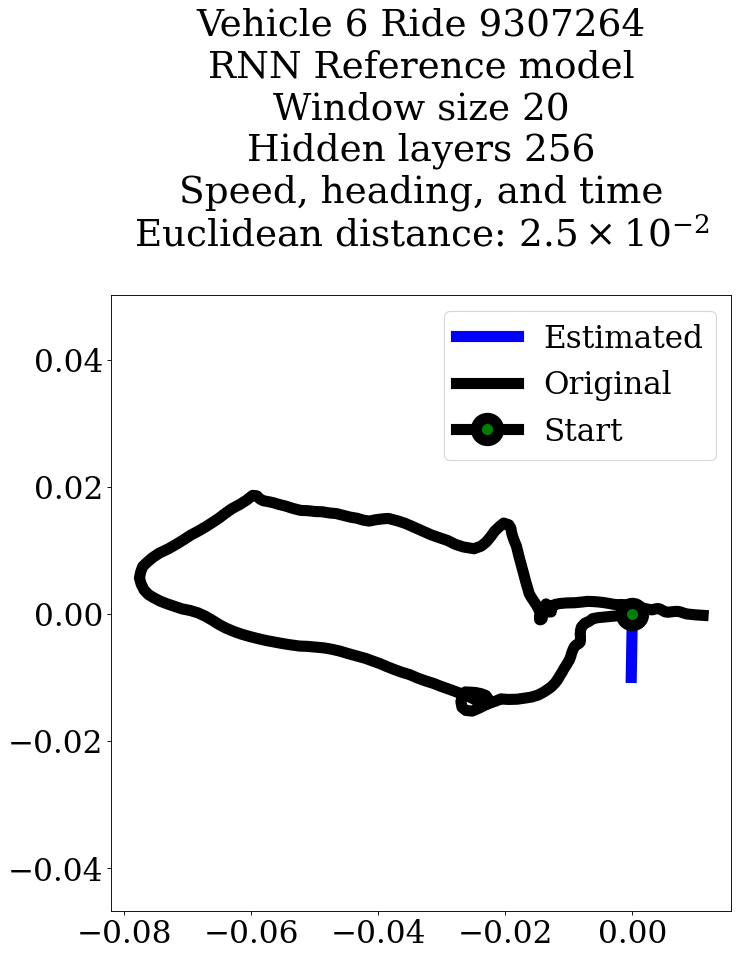 Vehicle 6 Ride 9307264
RNN Reference model
Window size 20
Hidden layers 256
Speed, heading, and time
Euclidean distance: 2.5 × 10⁻²
Estimated
Original
Start
0.04
0.02
0.00
−0.02
−0.04
−0.08 −0.06 −0.04 −0.02 0.00